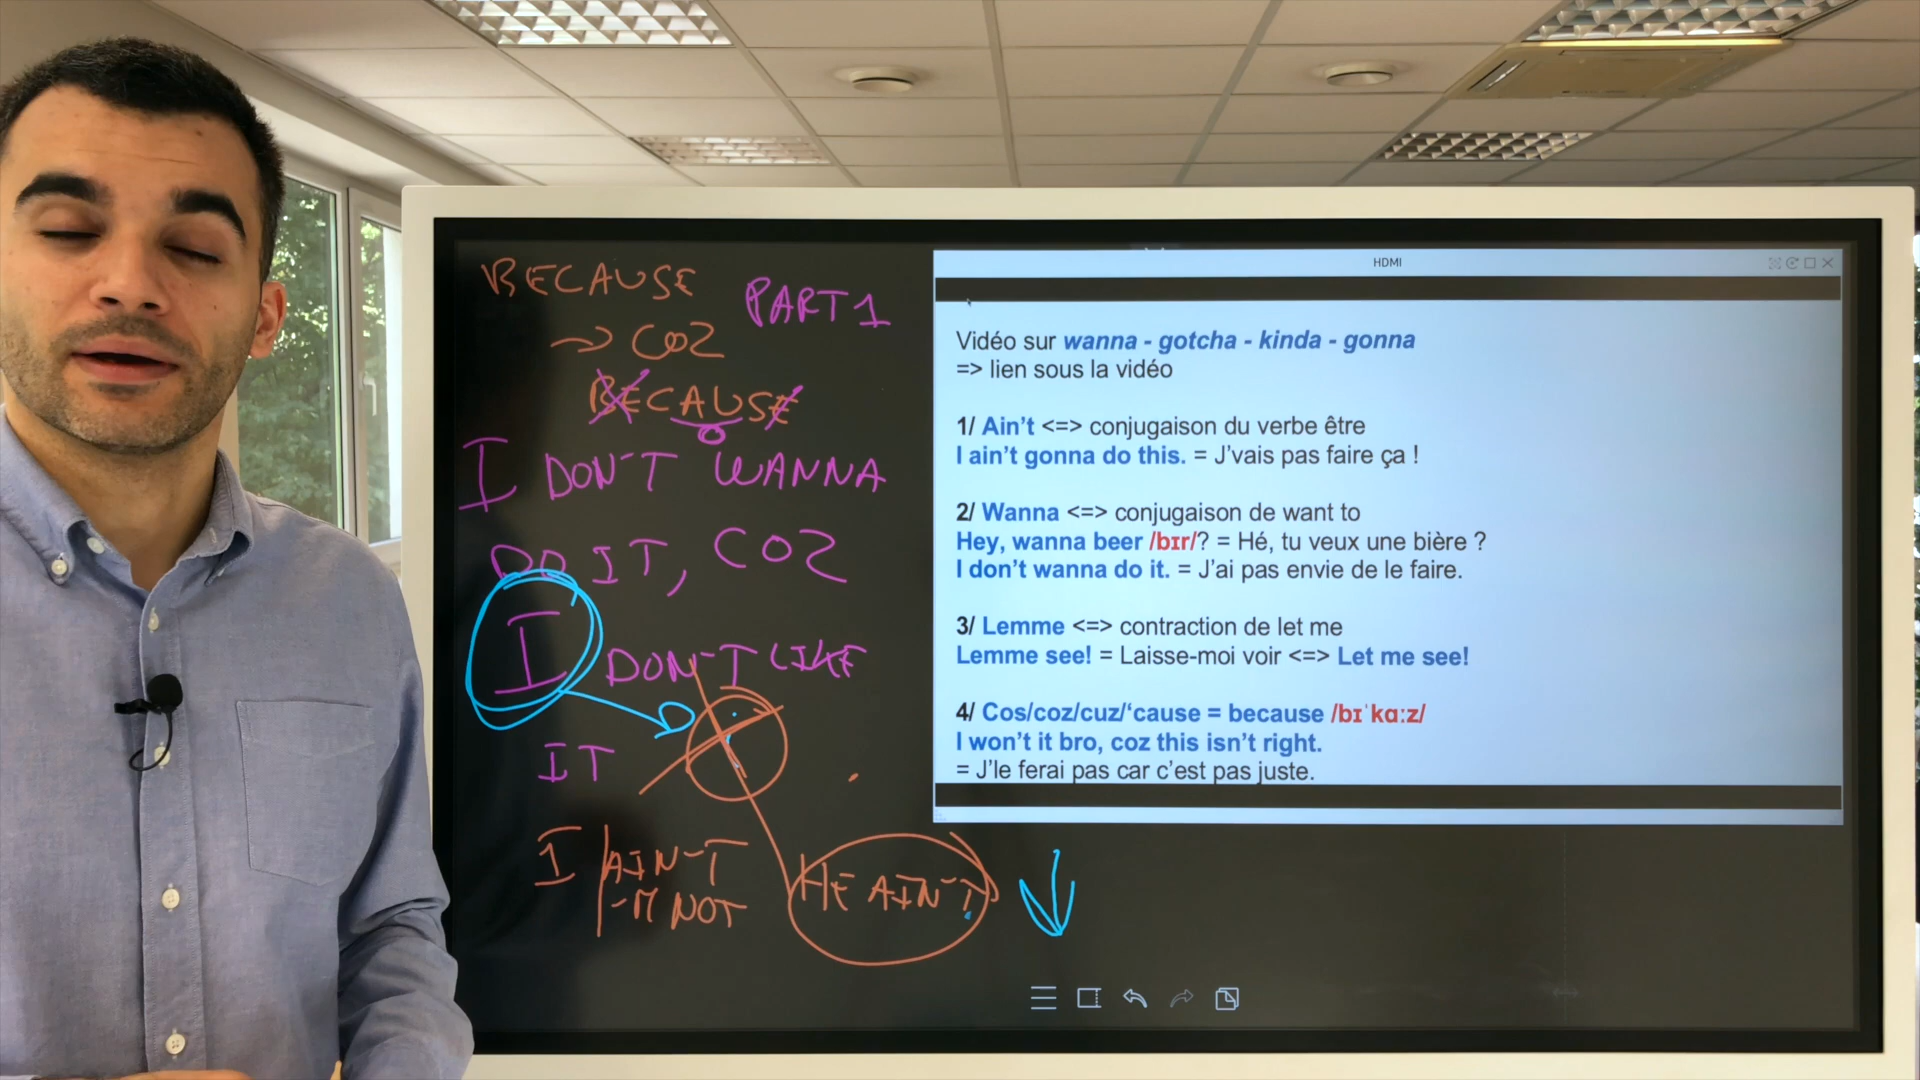 BECAUSE
PART 1
→ COZ
BECAUSE
I DON'T WANNA
DO IT, COZ
I DON'T LIKE
IT
I AIN'T
-M NOT
HE AIN'T
HDMI
Vidéo sur wanna - gotcha - kinda - gonna
=> lien sous la vidéo
1/ Ain't <=> conjugaison du verbe être
I ain't gonna do this. = J'vais pas faire ça !
2/ Wanna <=> conjugaison de want to
Hey, wanna beer /bɪr/? = Hé, tu veux une bière ?
I don't wanna do it. = J'ai pas envie de le faire.
3/ Lemme <=> contraction de let me
Lemme see! = Laisse-moi voir <=> Let me see!
4/ Cos/coz/cuz/‘cause = because /bɪˈkɑːz/
I won't it bro, coz this isn't right.
= J'le ferai pas car c'est pas juste.